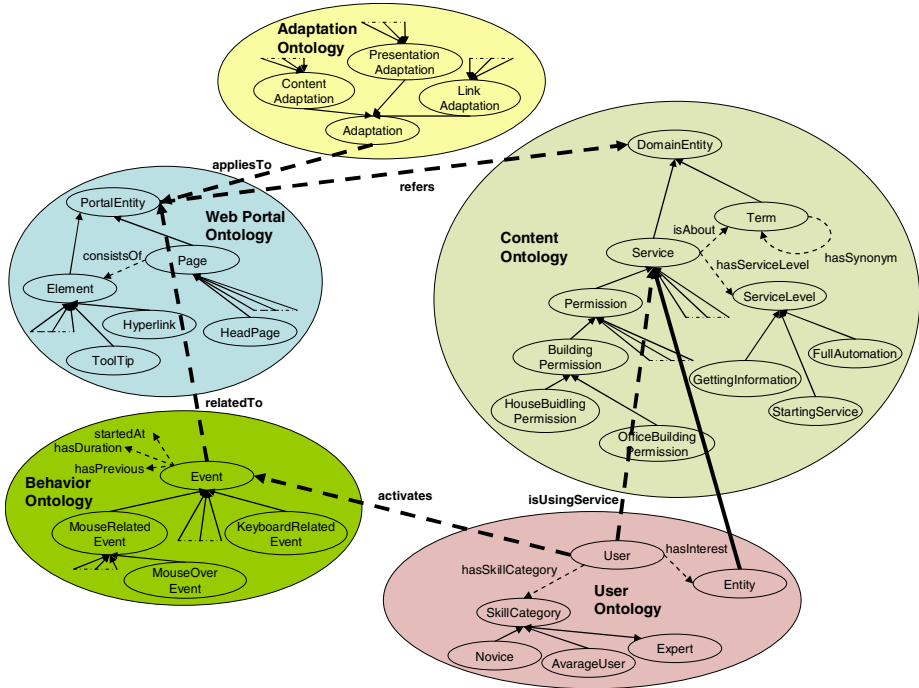 Adaptation
Ontology
Presentation
Adaptation
Content
Adaptation
Link
Adaptation
Adaptation
appliesTo
refers
DomainEntity
PortalEntity
Web Portal
Ontology
consistsOf
Page
Element
Hyperlink
HeadPage
ToolTip
Content
Ontology
Term
isAbout
Service
hasSynonym
hasServiceLevel
ServiceLevel
Permission
FullAutomation
Building
Permission
GettingInformation
HouseBuidling
Permission
StartingService
OfficeBuilding
Permission
relatedTo
startedAt
hasDuration
hasPrevious
Event
Behavior
Ontology
MouseRelated
Event
KeyboardRelated
Event
MouseOver
Event
activates
isUsingService
User
hasInterest
hasSkillCategory
Entity
User
Ontology
SkillCategory
Novice
AvarageUser
Expert